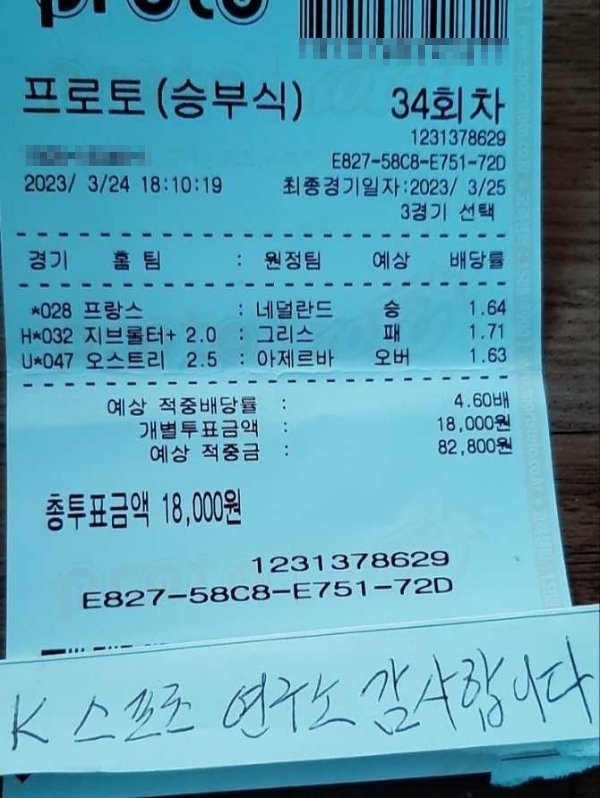 proto
프로토(승부식) 34회차
1231378629
E827-58C8-E751-72D
2023/ 3/24 18:10:19 최종경기일자:2023/ 3/25
3경기 선택
경기 홈 팀 : 원정팀 예상 배당률
*028 프랑스 : 네덜란드 승 1.64
H*032 지브롤터+ 2.0 : 그리스 패 1.71
U*047 오스트리 2.5 : 아제르바 오버 1.63
예상 적중배당률 : 4.60배
개별투표금액 : 18,000원
예상 적중금 : 82,800원
총투표금액 18,000원
1231378629
E827-58C8-E751-72D
K 스포츠 연구소 감사합니다